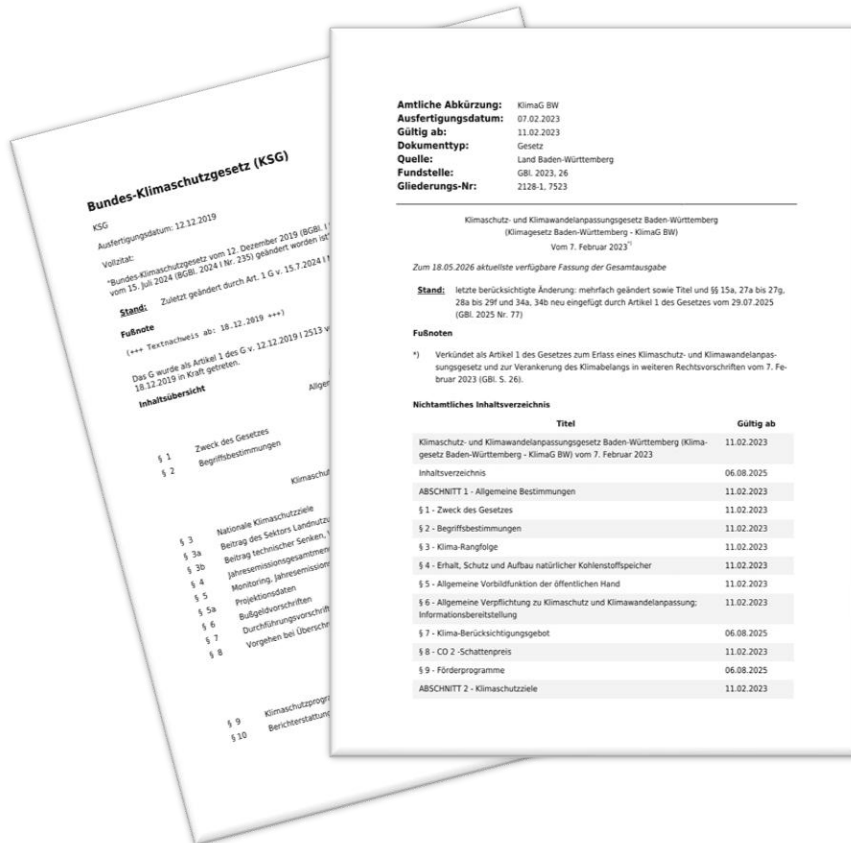 Bundes-Klimaschutzgesetz (KSG)
KSG
Ausfertigungsdatum: 12.12.2019
Vollzitat:
"Bundes-Klimaschutzgesetz vom 12. Dezember 2019 (BGBl. I
vom 15. Juli 2024 (BGBl. 2024 I Nr. 235) geändert worden ist"
Stand: Zuletzt geändert durch Art. 1 G v. 15.7.2024 I
Fußnote
(+++ Textnachweis ab: 18.12.2019 +++)
Das G wurde als Artikel 1 des G v. 12.12.2019 I 2513
18.12.2019 in Kraft getreten.
Inhaltsübersicht
§ 1 Zweck des Gesetzes
§ 2 Begriffsbestimmungen
§ 3 Nationale Klimaschutzziele
§ 3a Beitrag des Sektors
§ 3b Beitrag technischer Senken,
§ 4
§ 5 Monitoring,
§ 5a Projektionsdaten
§ 6 Bußgeldvorschriften
§ 7
§ 8 Vorgehen bei
§ 9
§ 10
Amtliche Abkürzung: KlimaG BW
Ausfertigungsdatum: 07.02.2023
Gültig ab: 11.02.2023
Dokumenttyp: Gesetz
Quelle: Land Baden-Württemberg
Fundstelle: GBl. 2023, 26
Gliederungs-Nr: 2128-1, 7523
Klimaschutz- und Klimawandelanpassungsgesetz Baden-Württemberg
(Klimagesetz Baden-Württemberg - KlimaG BW)
Vom 7. Februar 2023*)
Zum 18.05.2026 aktuellste verfügbare Fassung der Gesamtausgabe
Stand: letzte berücksichtigte Änderung: mehrfach geändert sowie Titel und §§ 15a, 27a bis 27g,
28a bis 29f und 34a, 34b neu eingefügt durch Artikel 1 des Gesetzes vom 29.07.2025
(GBl. 2025 Nr. 77)
Fußnoten
*) Verkündet als Artikel 1 des Gesetzes zum Erlass eines Klimaschutz- und Klimawandelanpas-
sungsgesetz und zur Verankerung des Klimabelangs in weiteren Rechtsvorschriften vom 7. Fe-
bruar 2023 (GBl. S. 26).
Nichtamtliches Inhaltsverzeichnis
Titel Gültig ab
Klimaschutz- und Klimawandelanpassungsgesetz Baden-Württemberg (Klima- 11.02.2023
gesetz Baden-Württemberg - KlimaG BW) vom 7. Februar 2023
Inhaltsverzeichnis 06.08.2025
ABSCHNITT 1 - Allgemeine Bestimmungen 11.02.2023
§ 1 - Zweck des Gesetzes 11.02.2023
§ 2 - Begriffsbestimmungen 11.02.2023
§ 3 - Klima-Rangfolge 11.02.2023
§ 4 - Erhalt, Schutz und Aufbau natürlicher Kohlenstoffspeicher 11.02.2023
§ 5 - Allgemeine Vorbildfunktion der öffentlichen Hand 11.02.2023
§ 6 - Allgemeine Verpflichtung zu Klimaschutz und Klimawandelanpassung; 11.02.2023
Informationsbereitstellung
§ 7 - Klima-Berücksichtigungsgebot 06.08.2025
§ 8 - CO 2 -Schattenpreis 11.02.2023
§ 9 - Förderprogramme 06.08.2025
ABSCHNITT 2 - Klimaschutzziele 11.02.2023